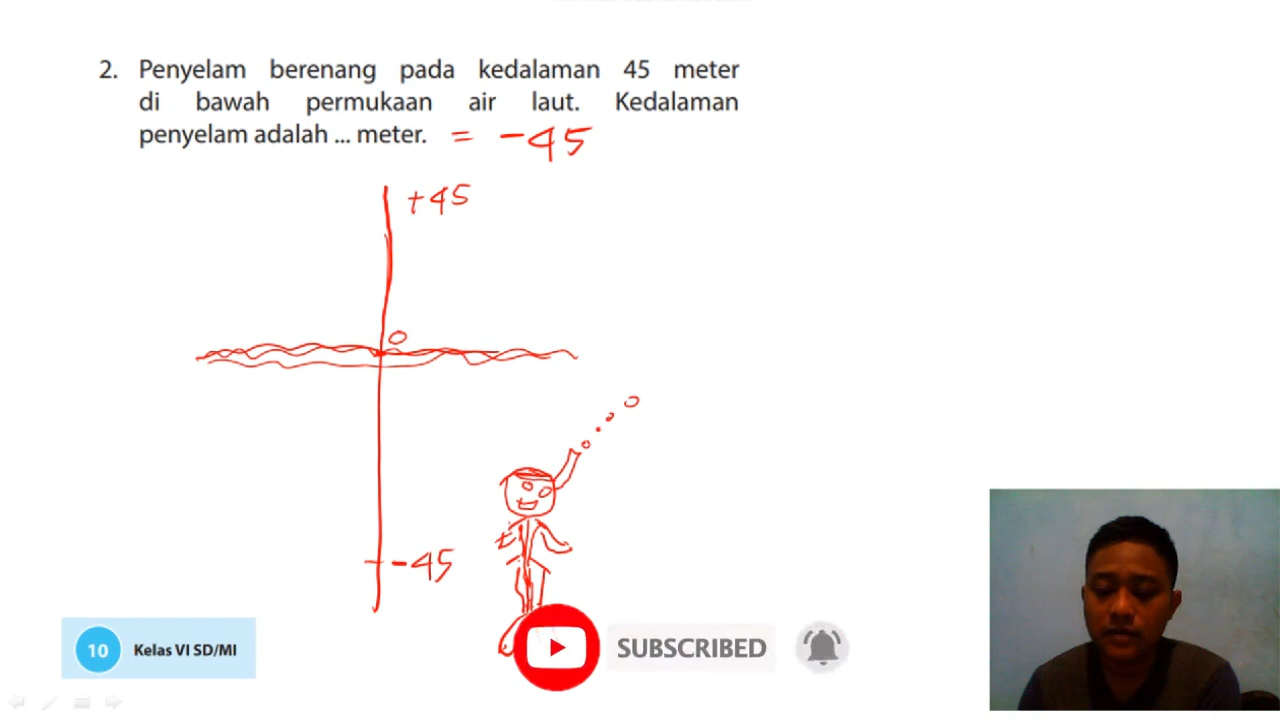 2. Penyelam berenang pada kedalaman 45 meter
di bawah permukaan air laut. Kedalaman
penyelam adalah ... meter. = -45
+45
0
-45
SUBSCRIBED
10 Kelas VI SD/MI